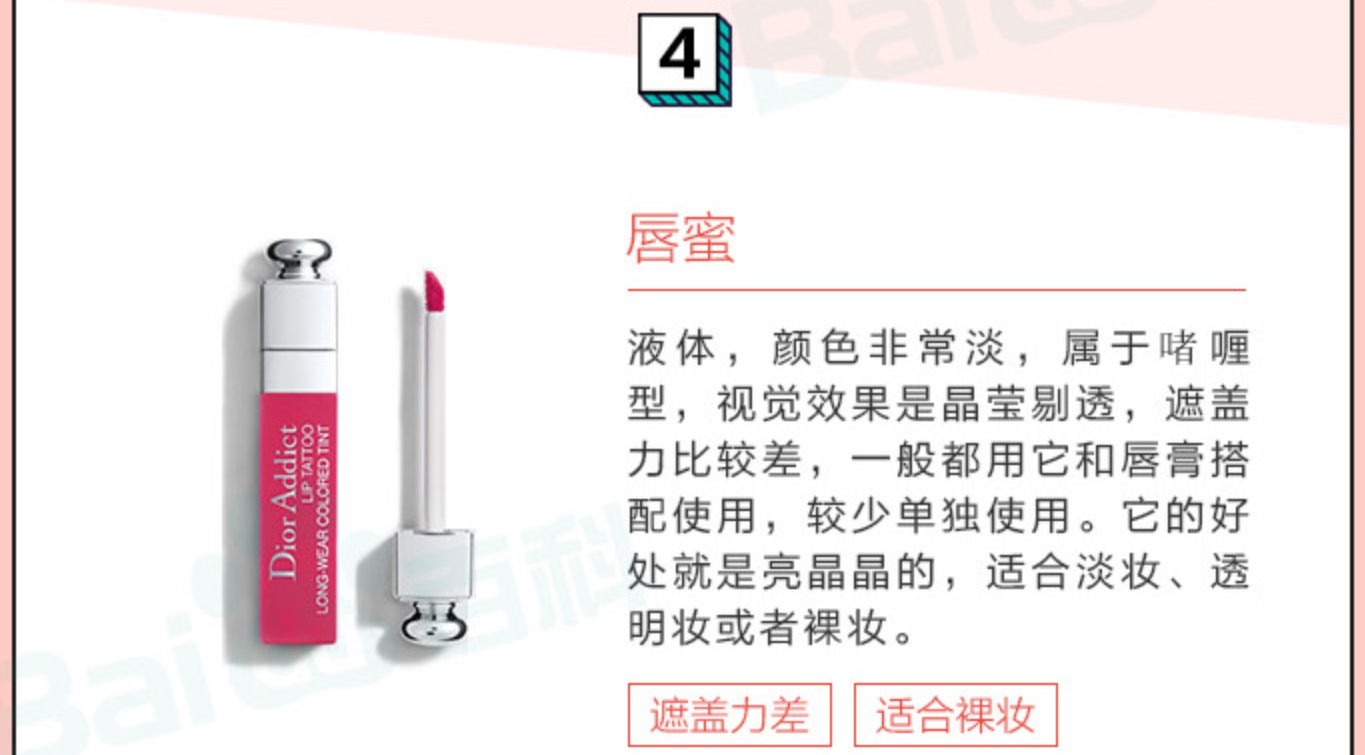 4
唇蜜
液体，颜色非常淡，属于啫喱
型，视觉效果是晶莹剔透，遮盖
力比较差，一般都用它和唇膏搭
配使用，较少单独使用。它的好
处就是亮晶晶的，适合淡妆、透
明妆或者裸妆。
遮盖力差 适合裸妆
Dior Addict
LIP TATTOO
LONG-WEAR COLORED TINT
Bai
Bai 百科